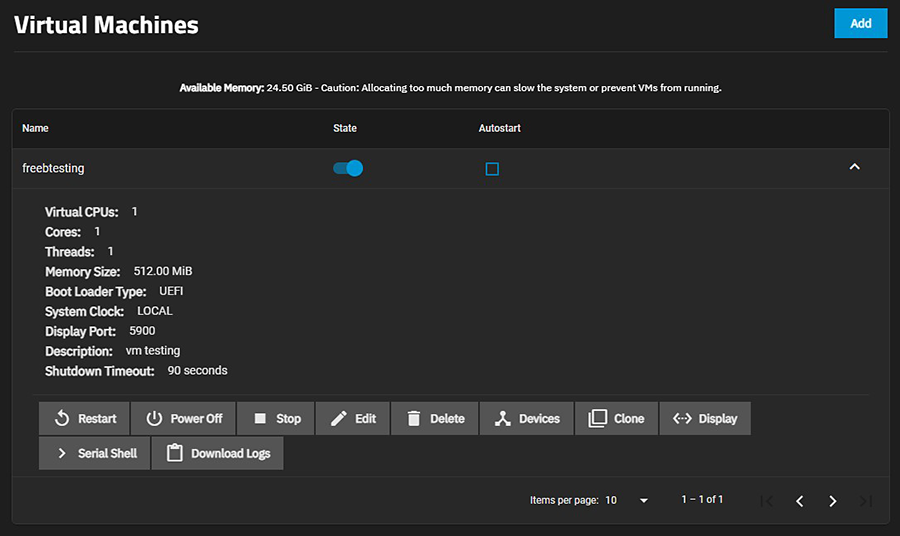 Virtual Machines
Add
Available Memory: 24.50 GiB - Caution: Allocating too much memory can slow the system or prevent VMs from running.
Name State Autostart
freebtesting
Virtual CPUs: 1
Cores: 1
Threads: 1
Memory Size: 512.00 MiB
Boot Loader Type: UEFI
System Clock: LOCAL
Display Port: 5900
Description: vm testing
Shutdown Timeout: 90 seconds
Restart Power Off Stop Edit Delete Devices Clone Display
Serial Shell Download Logs
Items per page: 10 1 – 1 of 1